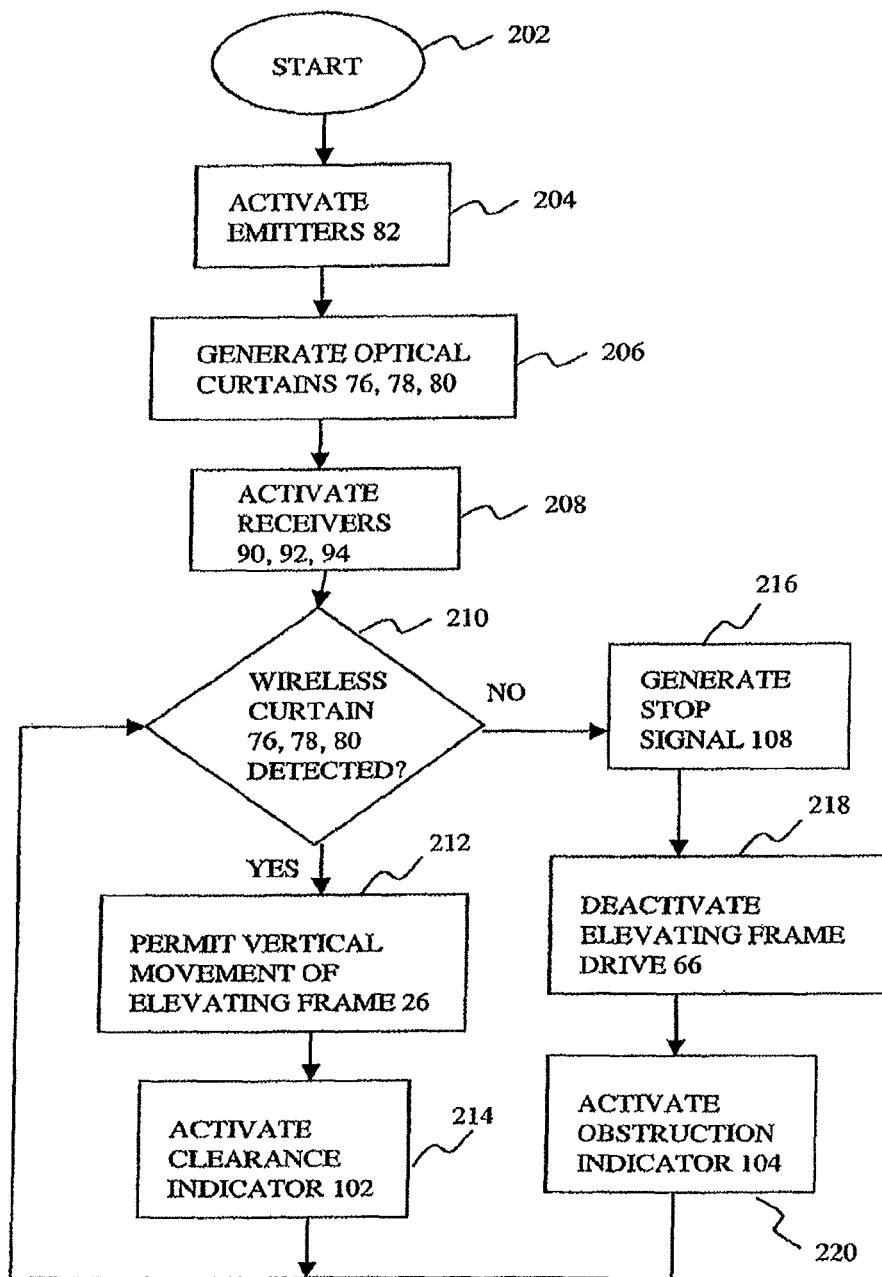 START
202
ACTIVATE
EMITTERS 82
204
GENERATE OPTICAL
CURTAINS 76, 78, 80
206
ACTIVATE
RECEIVERS
90, 92, 94
208
210
WIRELESS
CURTAIN
76, 78, 80
DETECTED?
NO
216
GENERATE
STOP
SIGNAL 108
YES
212
PERMIT VERTICAL
MOVEMENT OF
ELEVATING FRAME 26
218
DEACTIVATE
ELEVATING FRAME
DRIVE 66
ACTIVATE
CLEARANCE
INDICATOR 102
214
ACTIVATE
OBSTRUCTION
INDICATOR 104
220